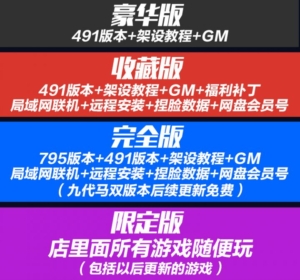 豪华版
491版本+架设教程+GM
收藏版
491版本+架设教程+GM+福利补丁
局域网联机+远程安装+捏脸数据+网盘会员号
完全版
795版本+491版本+架设教程+GM
局域网联机+远程安装+捏脸数据+网盘会员号
（九代马双版本后续更新免费）
限定版
店里面所有游戏随便玩
（包括以后更新的游戏）